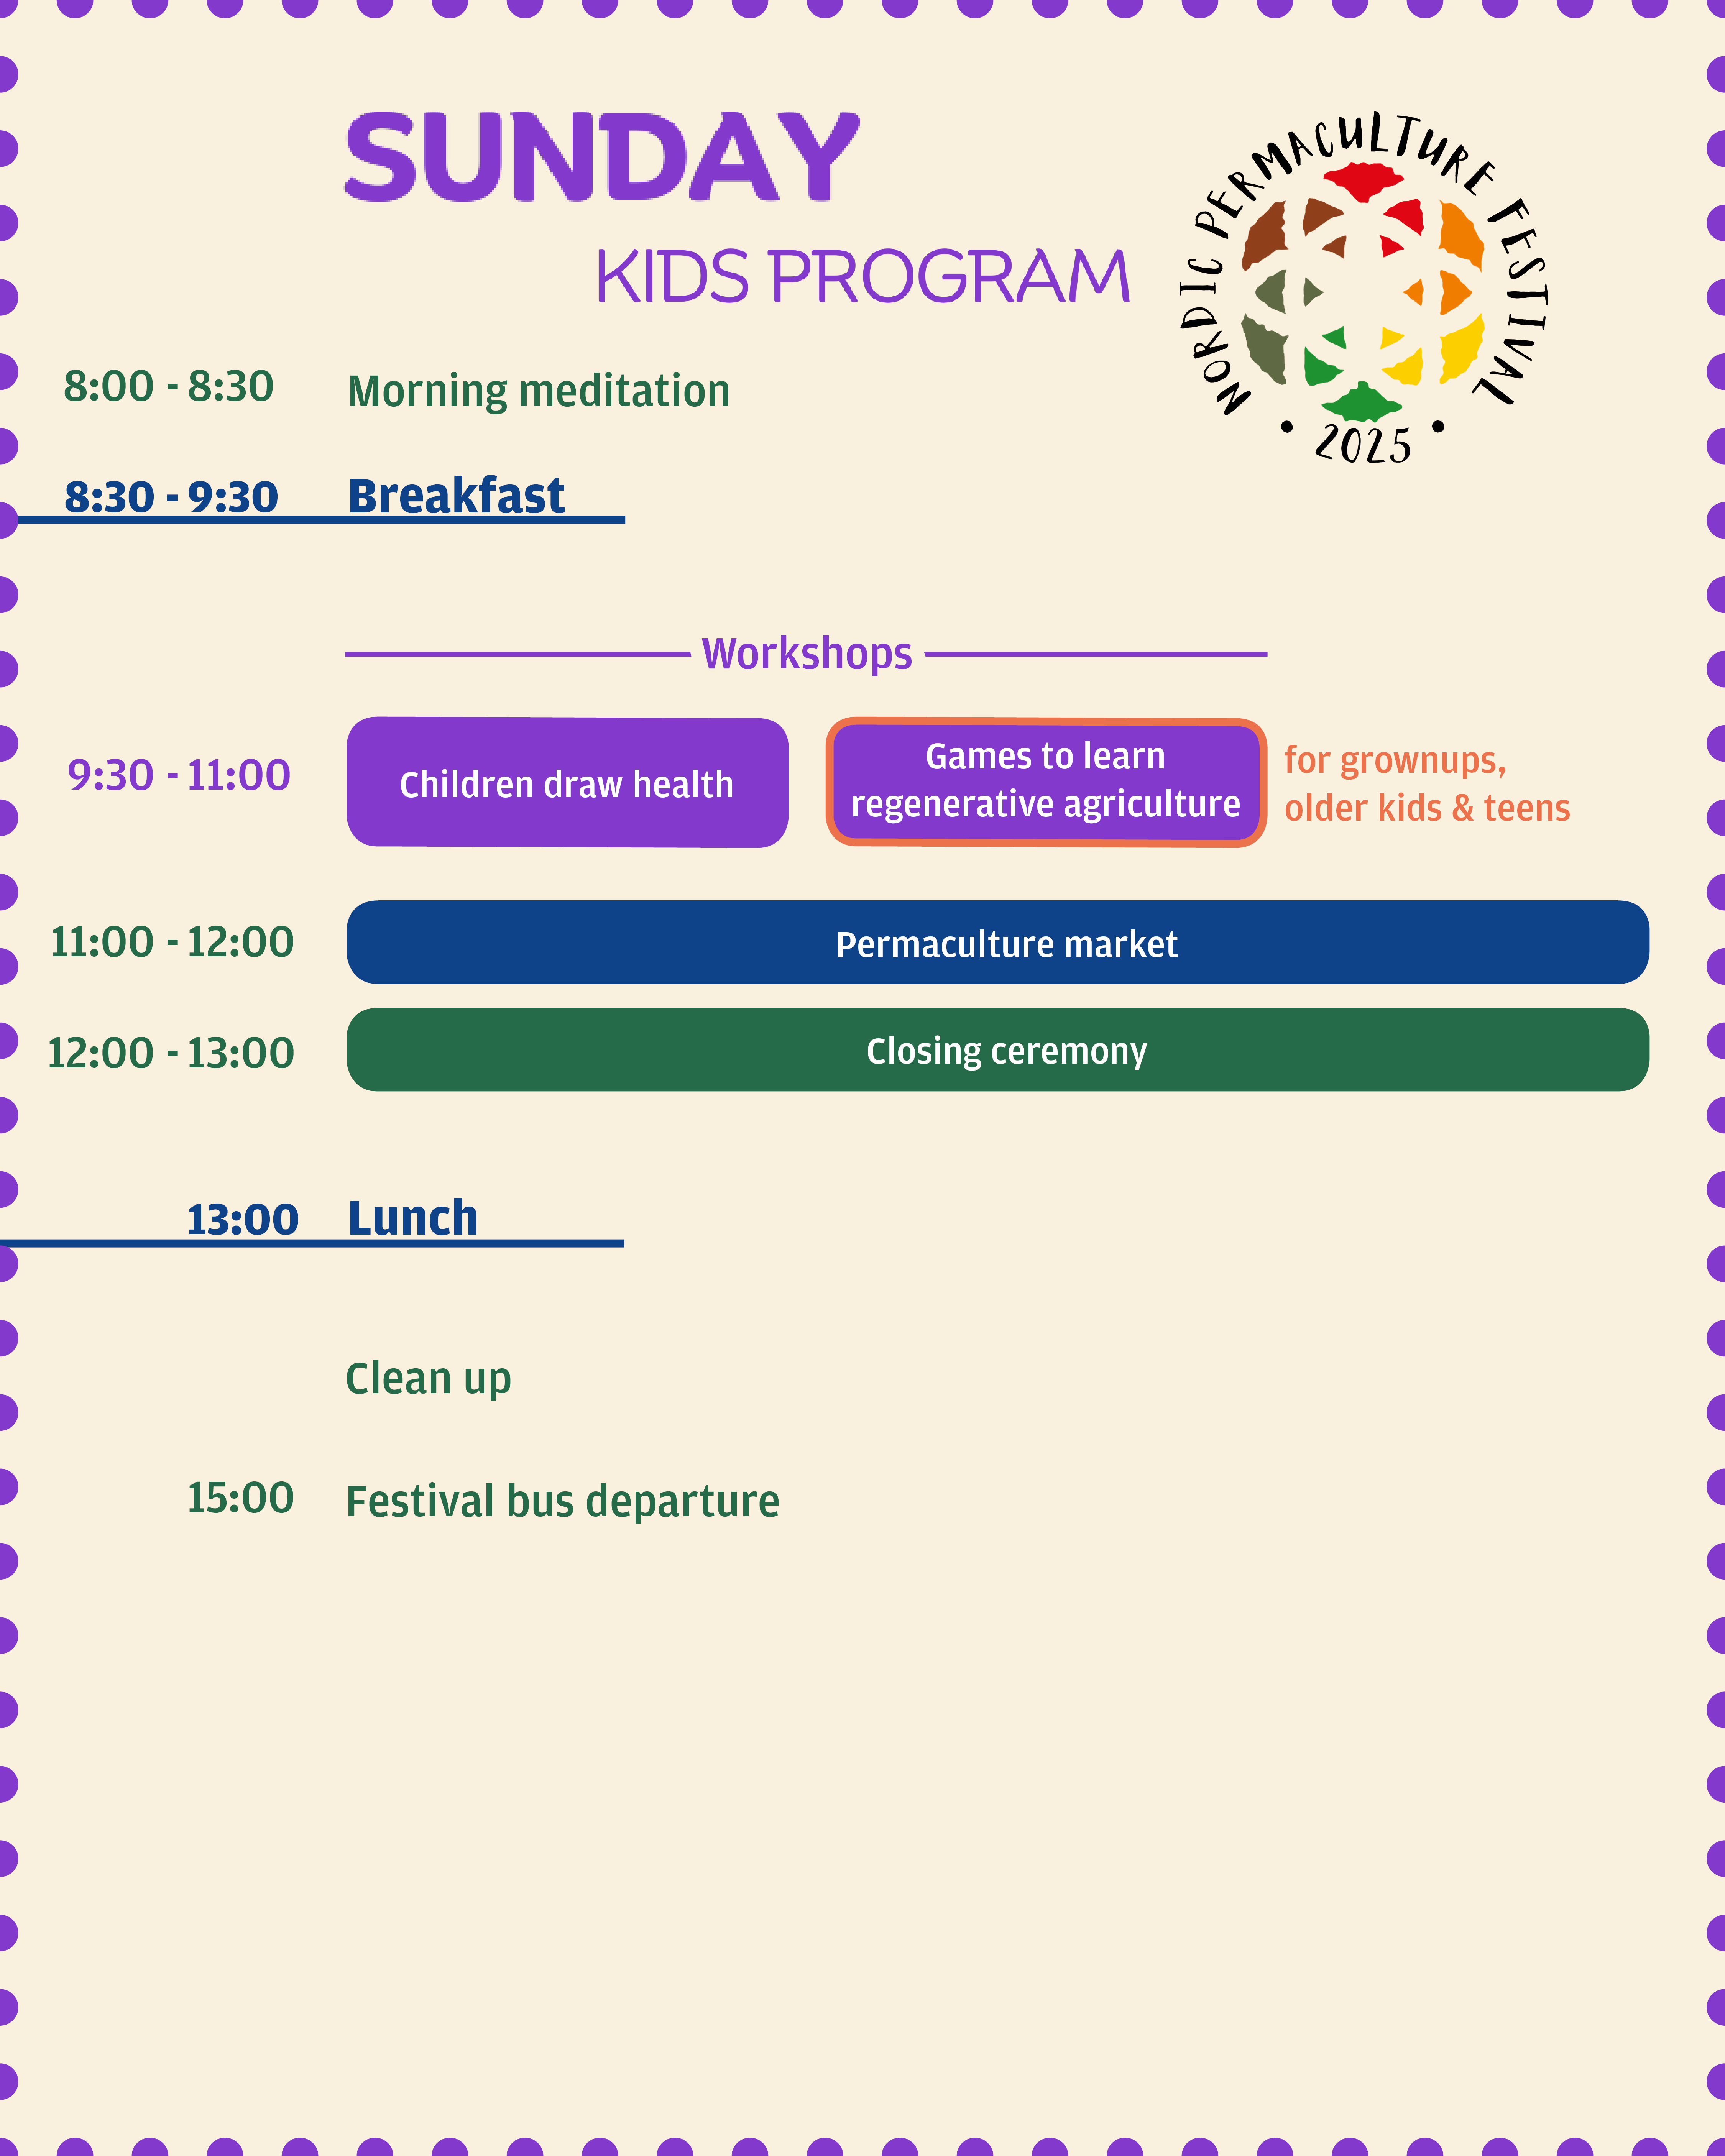 SUNDAY
KIDS PROGRAM
NORDIC PERMACULTURE FESTIVAL
• 2025 •
8:00 - 8:30 Morning meditation
8:30 - 9:30 Breakfast
Workshops
9:30 - 11:00 Children draw health
Games to learn
regenerative agriculture
for grownups,
older kids & teens
11:00 - 12:00 Permaculture market
12:00 - 13:00 Closing ceremony
13:00 Lunch
Clean up
15:00 Festival bus departure